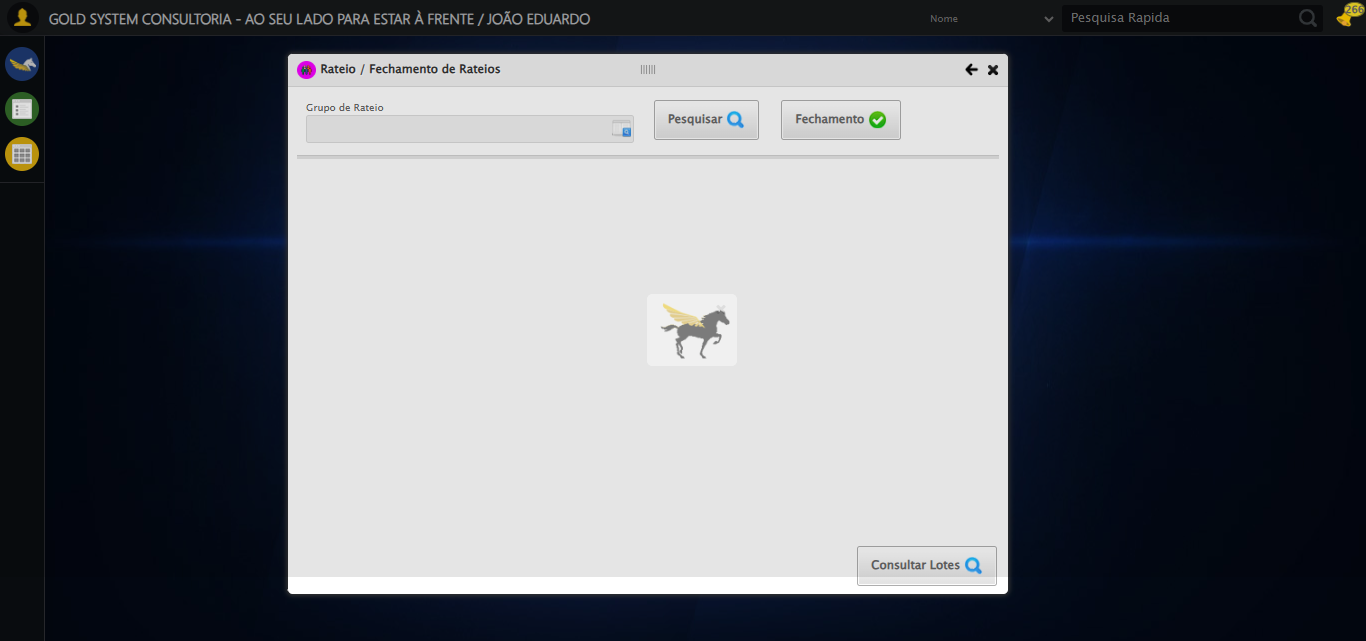 GOLD SYSTEM CONSULTORIA - AO SEU LADO PARA ESTAR À FRENTE / JOÃO EDUARDO
Nome
Pesquisa Rapida
266
Rateio / Fechamento de Rateios
Grupo de Rateio
Pesquisar
Fechamento
Consultar Lotes